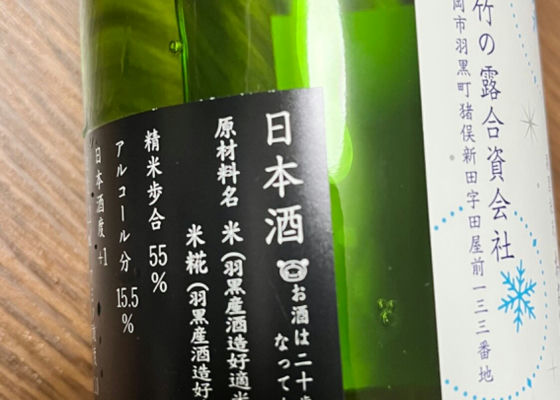 竹の露合資会社
岡市羽黒町猪俣新田字田屋前一三三番地
日本酒
お酒は二十歳
なって
原材料名 米(羽黒産酒造好適米
米糀(羽黒産酒造好
精米歩合 55%
アルコール分 15.5%
日本酒度 +1